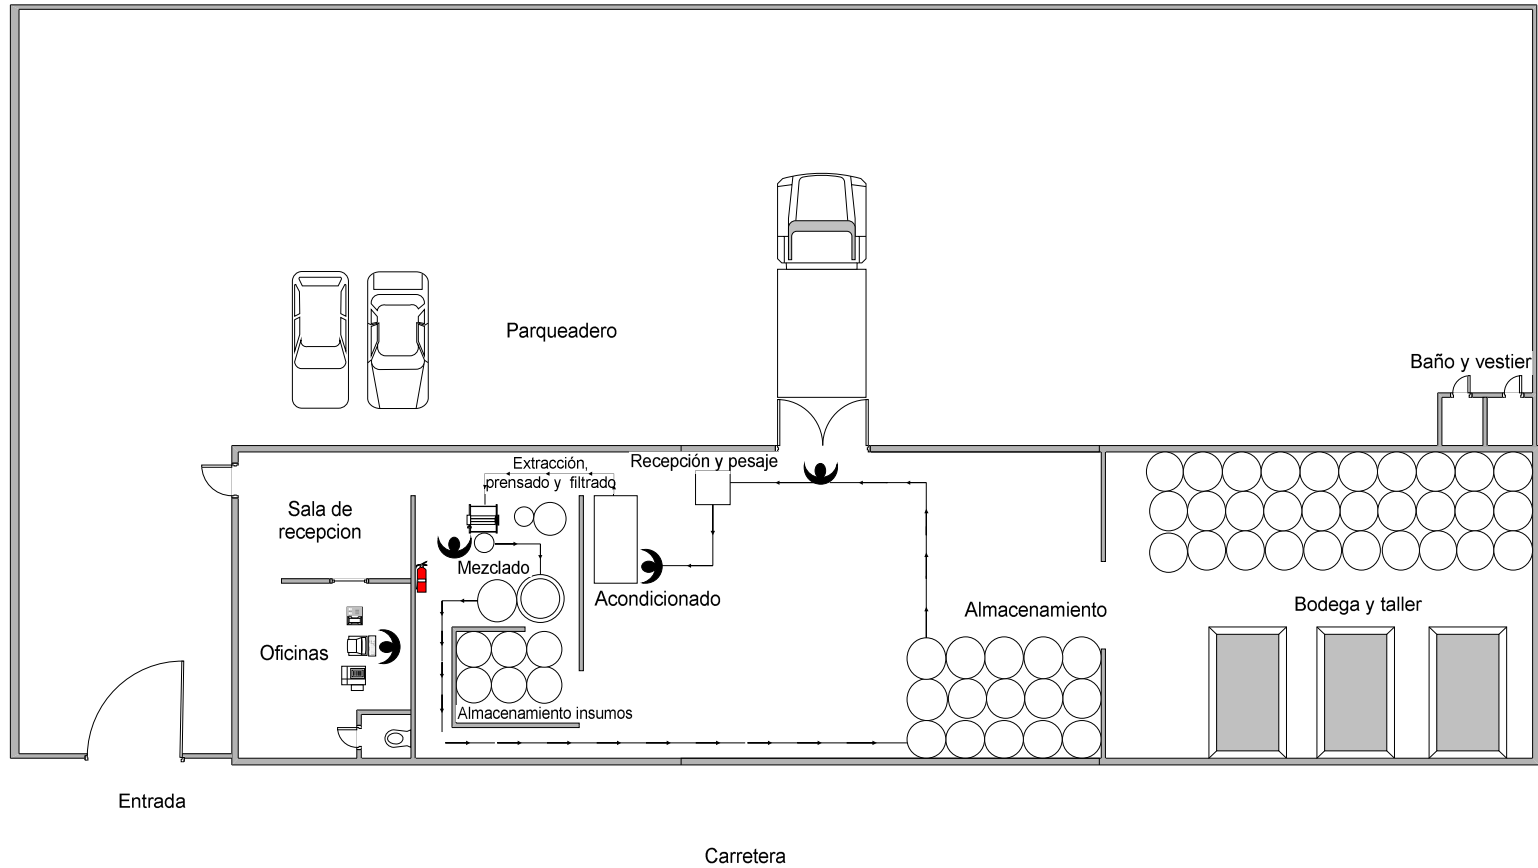 Parqueadero
Baño y vestier
Extracción,
prensado y filtrado
Recepción y pesaje
Sala de
recepcion
Mezclado
Acondicionado
Almacenamiento
Bodega y taller
Oficinas
Almacenamiento insumos
Entrada
Carretera